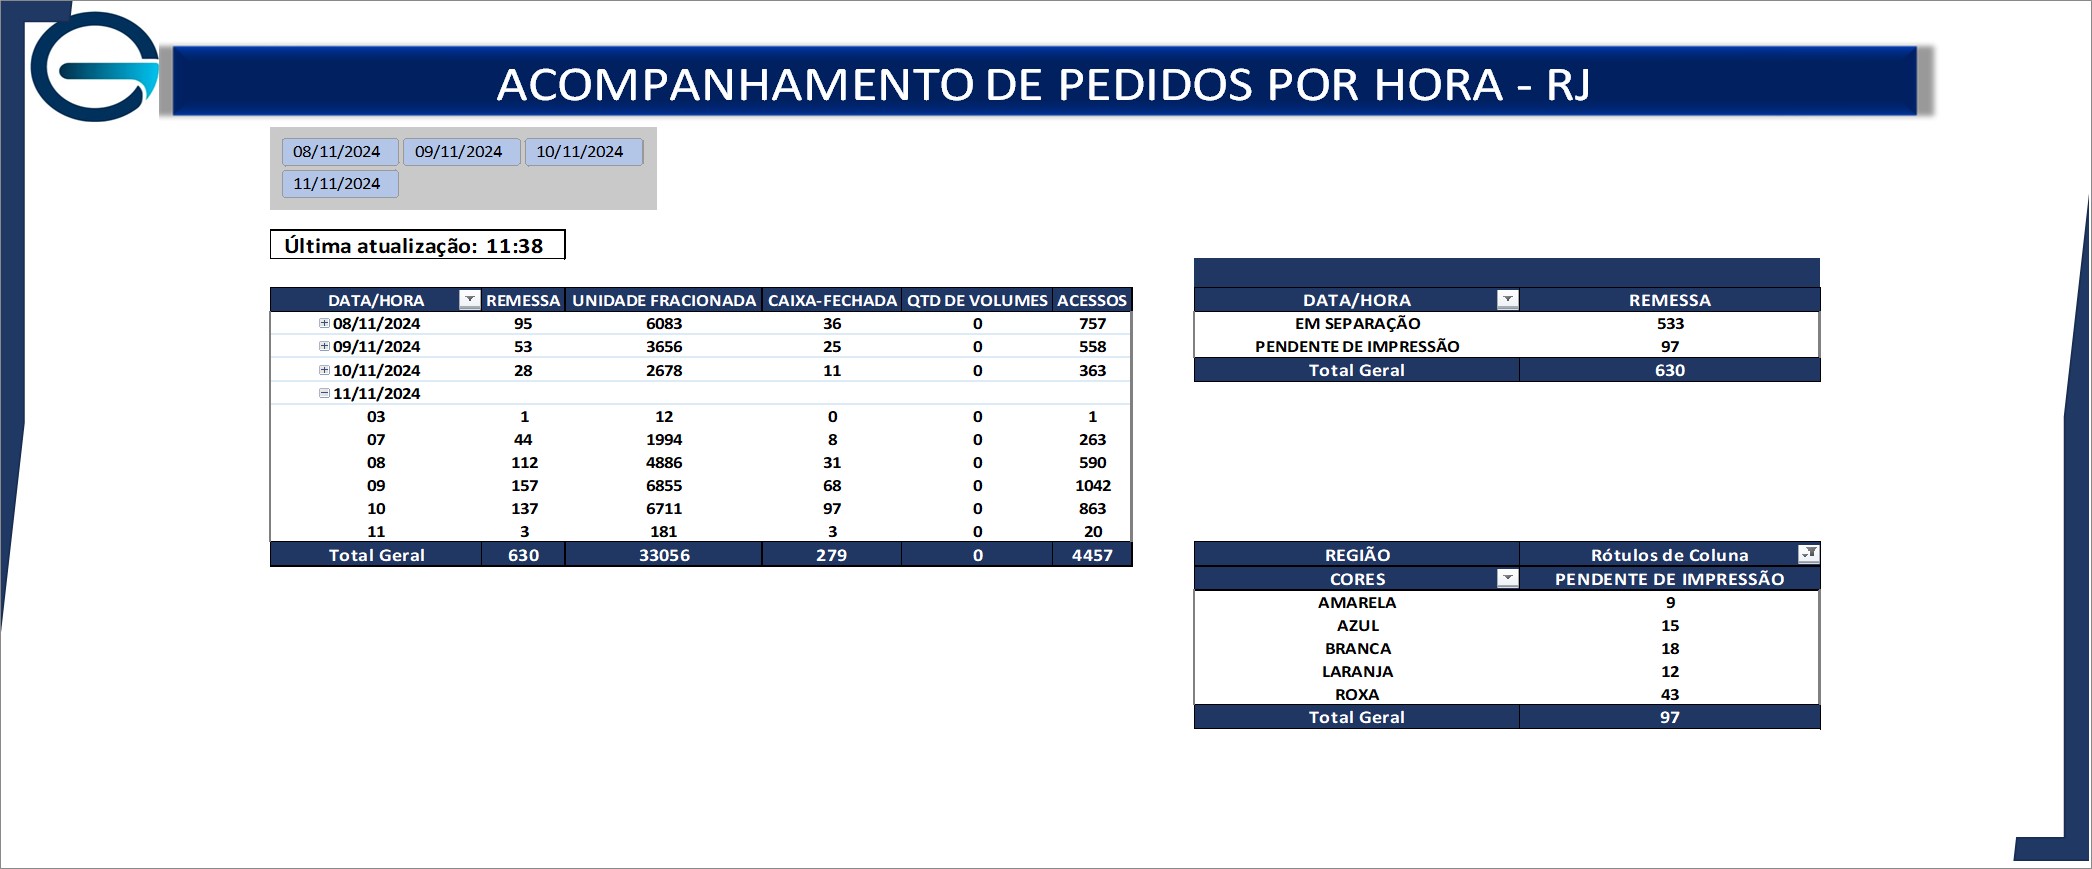 ACOMPANHAMENTO DE PEDIDOS POR HORA - RJ
08/11/2024 09/11/2024 10/11/2024
11/11/2024
Última atualização: 11:38
DATA/HORA REMESSA UNIDADE FRACIONADA CAIXA-FECHADA QTD DE VOLUMES ACESSOS
08/11/2024 95 6083 36 0 757
09/11/2024 53 3656 25 0 558
10/11/2024 28 2678 11 0 363
11/11/2024
03 1 12 0 0 1
07 44 1994 8 0 263
08 112 4886 31 0 590
09 157 6855 68 0 1042
10 137 6711 97 0 863
11 3 181 3 0 20
Total Geral 630 33056 279 0 4457
DATA/HORA REMESSA
EM SEPARAÇÃO 533
PENDENTE DE IMPRESSÃO 97
Total Geral 630
REGIÃO Rótulos de Coluna
CORES PENDENTE DE IMPRESSÃO
AMARELA 9
AZUL 15
BRANCA 18
LARANJA 12
ROXA 43
Total Geral 97